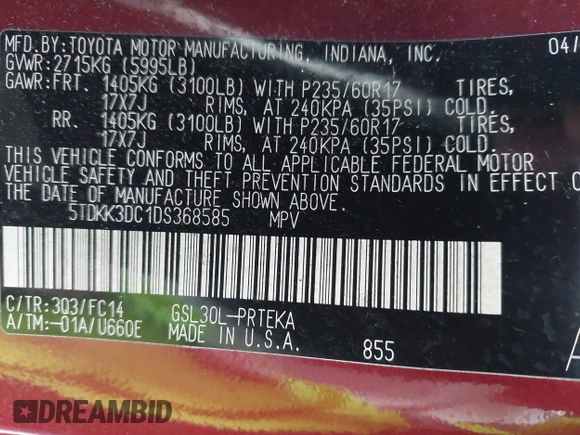 MFD.BY:TOYOTA MOTOR MANUFACTURING, INDIANA, INC. 04/
GVWR:2715KG (5995LB)
GAWR:FRT. 1405KG (3100LB) WITH P235/60R17 TIRES,
17X7J RIMS, AT 240KPA (35PSI) COLD.
RR. 1405KG (3100LB) WITH P235/60R17 TIRES,
17X7J RIMS, AT 240KPA (35PSI) COLD.
THIS VEHICLE CONFORMS TO ALL APPLICABLE FEDERAL MOTOR
VEHICLE SAFETY AND THEFT PREVENTION STANDARDS IN EFFECT O
THE DATE OF MANUFACTURE SHOWN ABOVE.
5TDKK3DC1DS368585 MPV
C/TR:3Q3/FC14 GSL30L-PRTEKA
A/TM:-01A/U660E MADE IN U.S.A. 855
DREAMBID